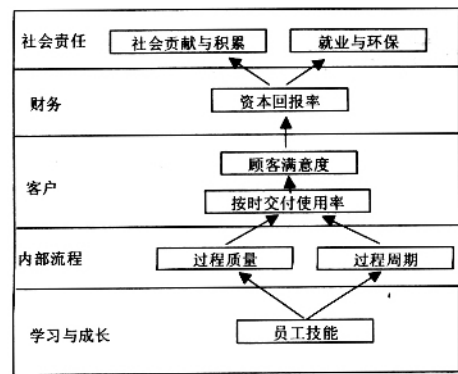 社会责任
社会贡献与积累
就业与环保
财务
资本回报率
客户
顾客满意度
按时交付使用率
内部流程
过程质量
过程周期
学习与成长
员工技能